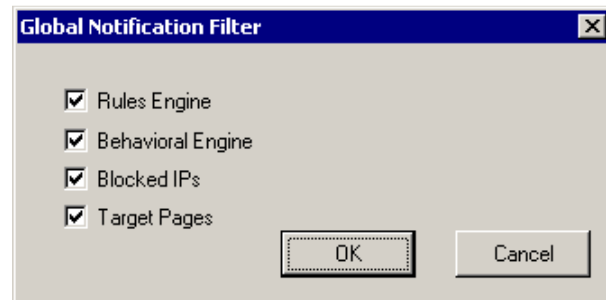 Global Notification Filter
Rules Engine
Behavioral Engine
Blocked IPs
Target Pages
OK Cancel